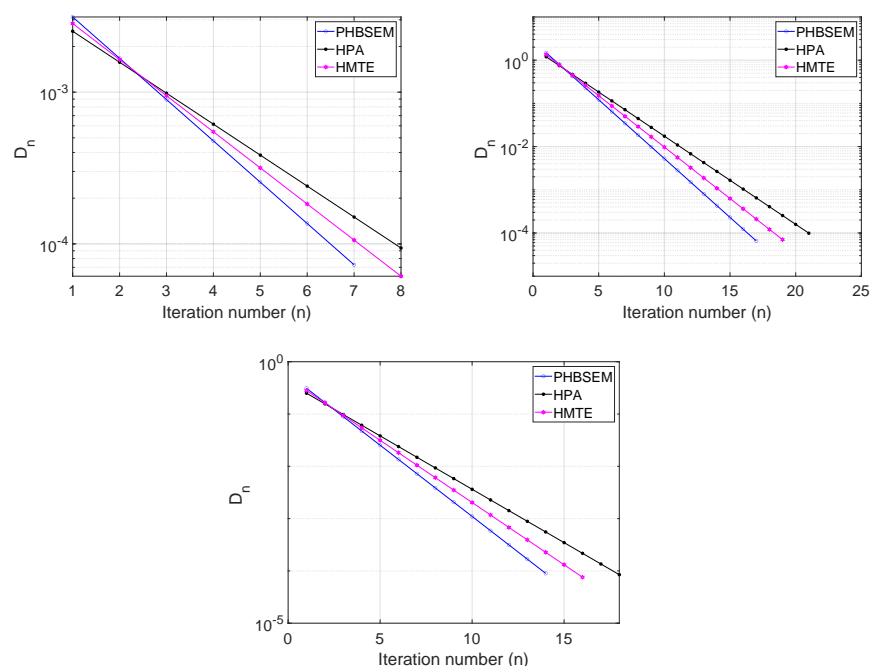 PHBSEM
HPA
HMTE
10^-3
10^-4
D_n
1 2 3 4 5 6 7 8
Iteration number (n)
PHBSEM
HPA
HMTE
10^0
10^-2
10^-4
D_n
0 5 10 15 20 25
Iteration number (n)
PHBSEM
HPA
HMTE
10^0
10^-5
D_n
0 5 10 15
Iteration number (n)